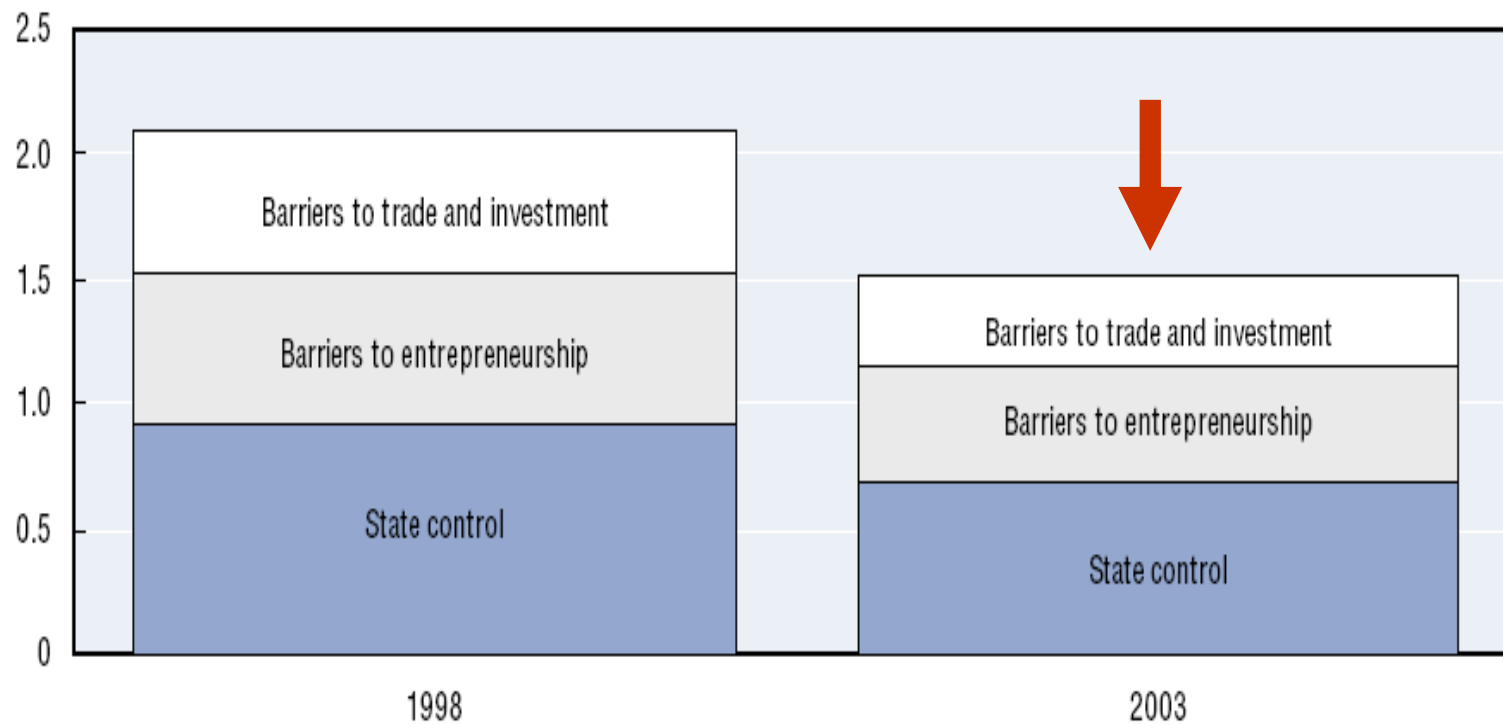 2.5
2.0
1.5
1.0
0.5
0
Barriers to trade and investment
Barriers to entrepreneurship
State control
Barriers to trade and investment
Barriers to entrepreneurship
State control
1998
2003